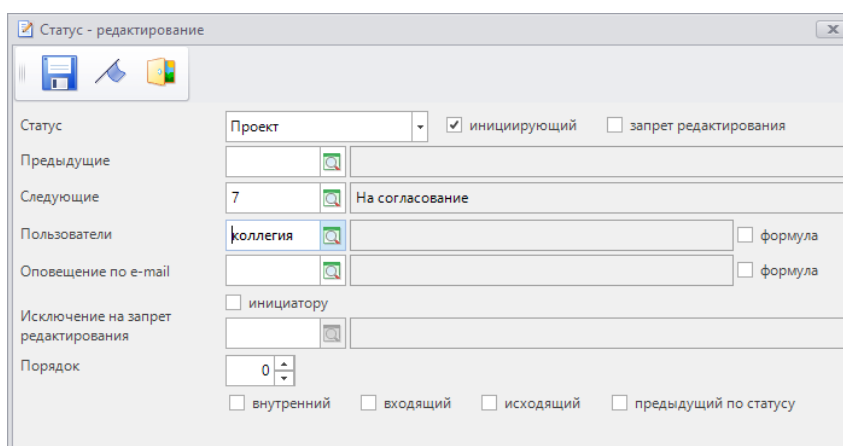 Статус - редактирование
Статус Проект инициирующий запрет редактирования
Предыдущие
Следующие 7 На согласование
Пользователи коллегия формула
Оповещение по e-mail формула
инициатору
Исключение на запрет
редактирования
Порядок 0
внутренний входящий исходящий предыдущий по статусу